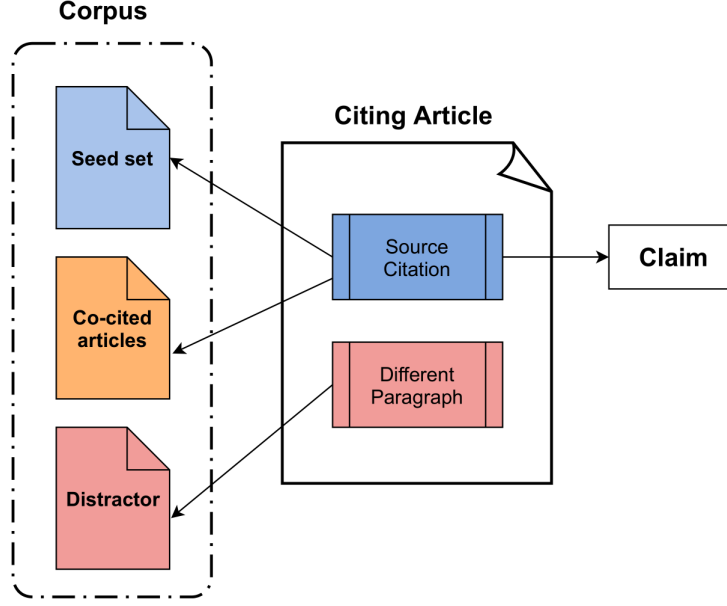 Corpus
Seed set
Co-cited
articles
Distractor
Citing Article
Source
Citation
Different
Paragraph
Claim